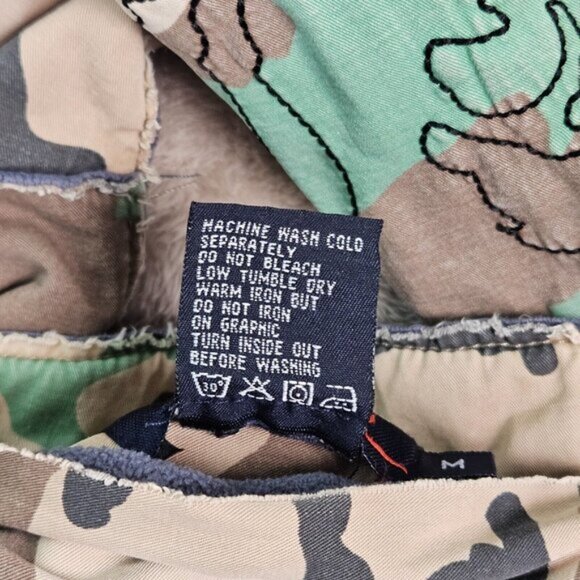 MACHINE WASH COLD
SEPARATELY
DO NOT BLEACH
LOW TUMBLE DRY
WARM IRON BUT
DO NOT IRON
ON GRAPHIC
TURN INSIDE OUT
BEFORE WASHING
30°
M